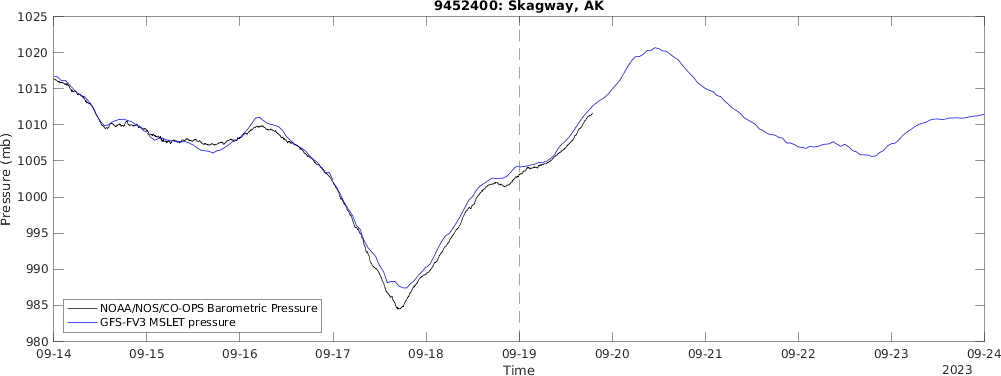 9452400: Skagway, AK
Pressure (mb)
1025
1020
1015
1010
1005
1000
995
990
985
980
NOAA/NOS/CO-OPS Barometric Pressure
GFS-FV3 MSLET pressure
09-14 09-15 09-16 09-17 09-18 09-19 09-20 09-21 09-22 09-23 09-24
Time
2023